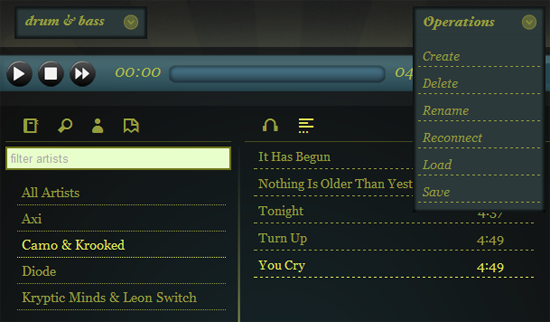 drum & bass
Operations
00:00
04
Create
Delete
Rename
Reconnect
Load
Save
filter artists
All Artists
Axi
Camo & Krooked
Diode
Kryptic Minds & Leon Switch
It Has Begun
Nothing Is Older Than Yest
Tonight 4:37
Turn Up 4:49
You Cry 4:49